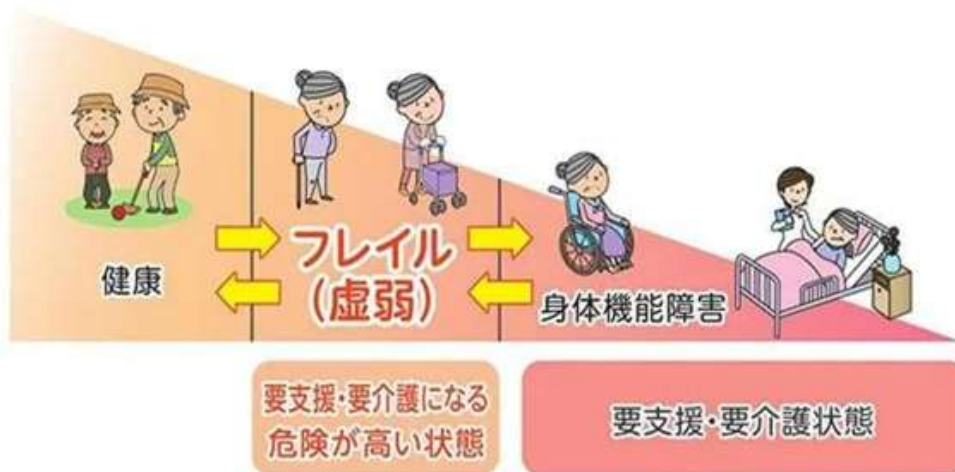 健康
フレイル
(虚弱)
身体機能障害
要支援・要介護になる
危険が高い状態
要支援・要介護状態